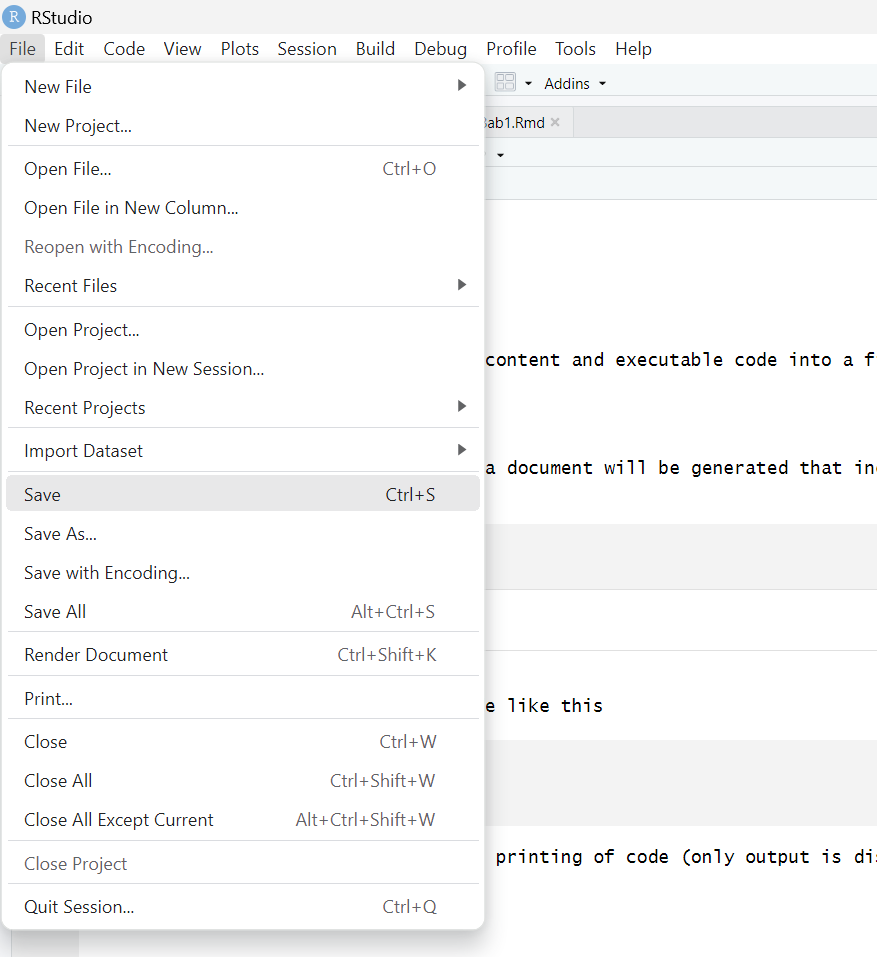 RStudio
File Edit Code View Plots Session Build Debug Profile Tools Help
Addins
ab1.Rmd
New File
New Project...
Open File... Ctrl+O
Open File in New Column...
Reopen with Encoding...
Recent Files
Open Project...
Open Project in New Session...
content and executable code into a f
Recent Projects
Import Dataset
a document will be generated that in
Save Ctrl+S
Save As...
Save with Encoding...
Save All Alt+Ctrl+S
Render Document Ctrl+Shift+K
Print...
e like this
Close Ctrl+W
Close All Ctrl+Shift+W
Close All Except Current Alt+Ctrl+Shift+W
Close Project
printing of code (only output is dis
Quit Session... Ctrl+Q